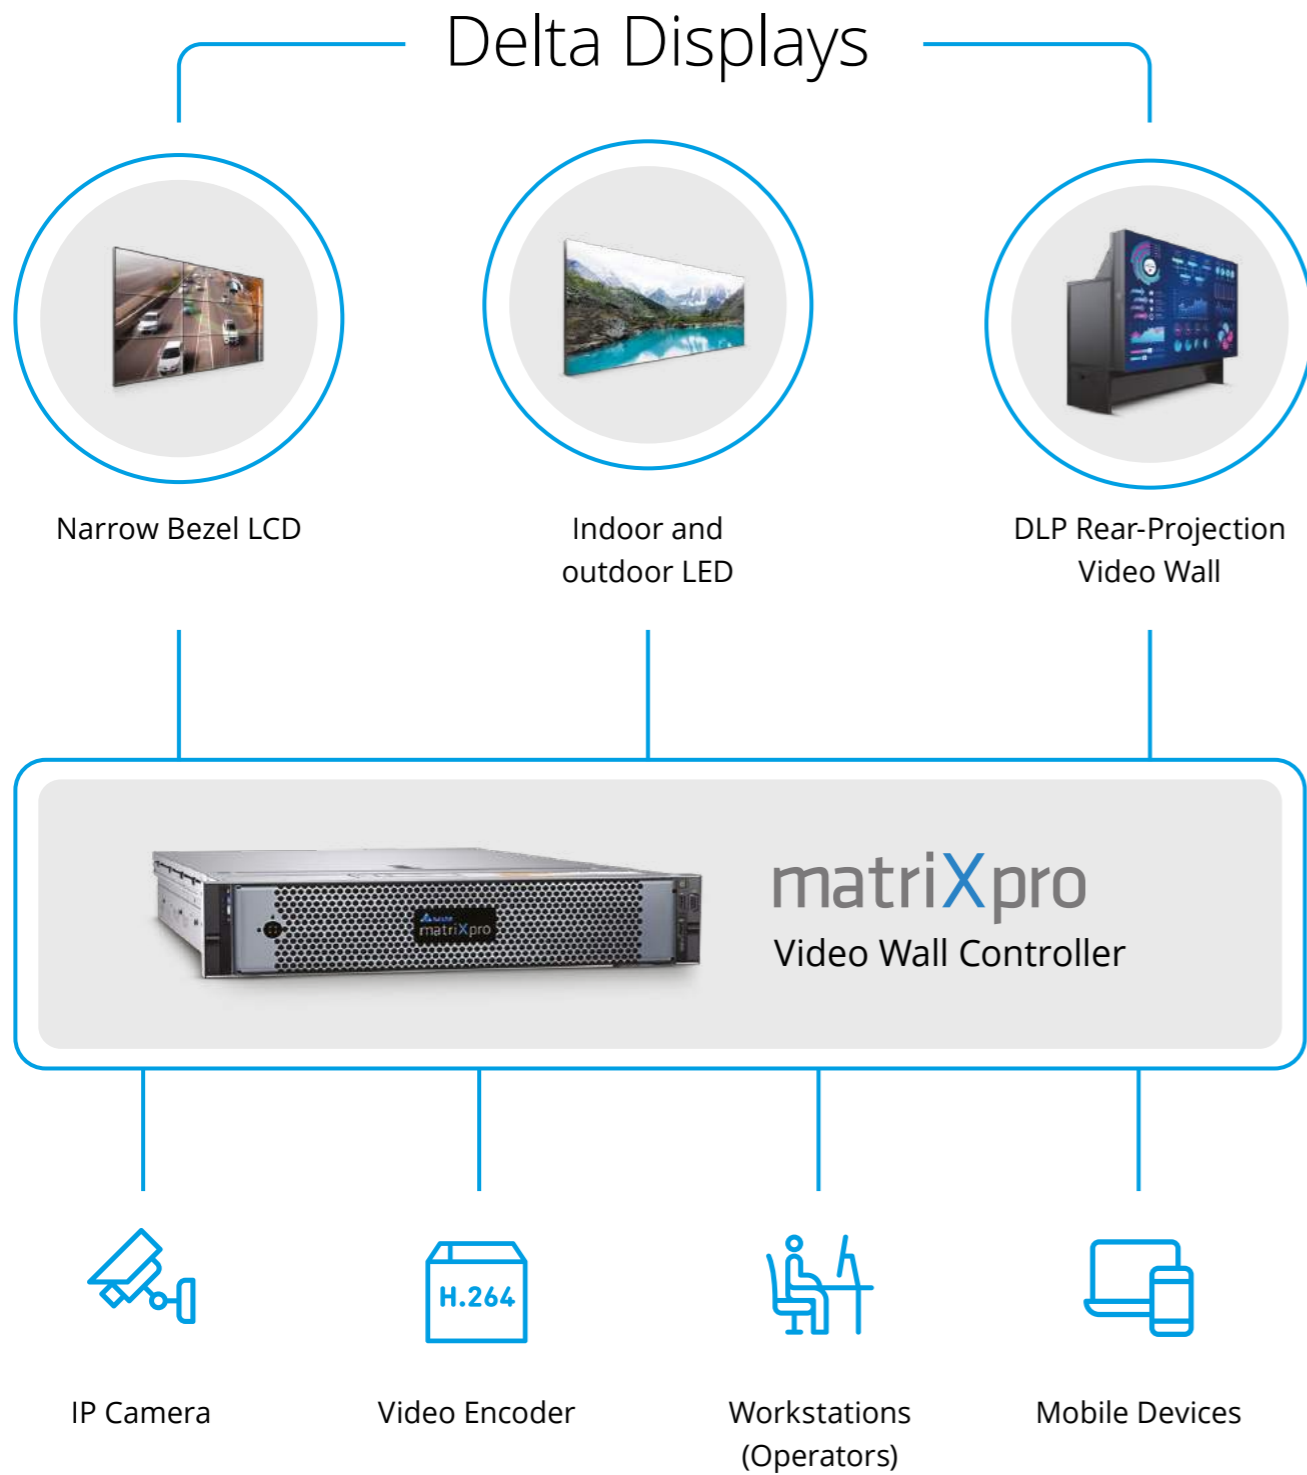 Delta Displays
Narrow Bezel LCD
Indoor and
outdoor LED
DLP Rear-Projection
Video Wall
matriXpro
matriXpro
Video Wall Controller
H.264
IP Camera
Video Encoder
Workstations
(Operators)
Mobile Devices